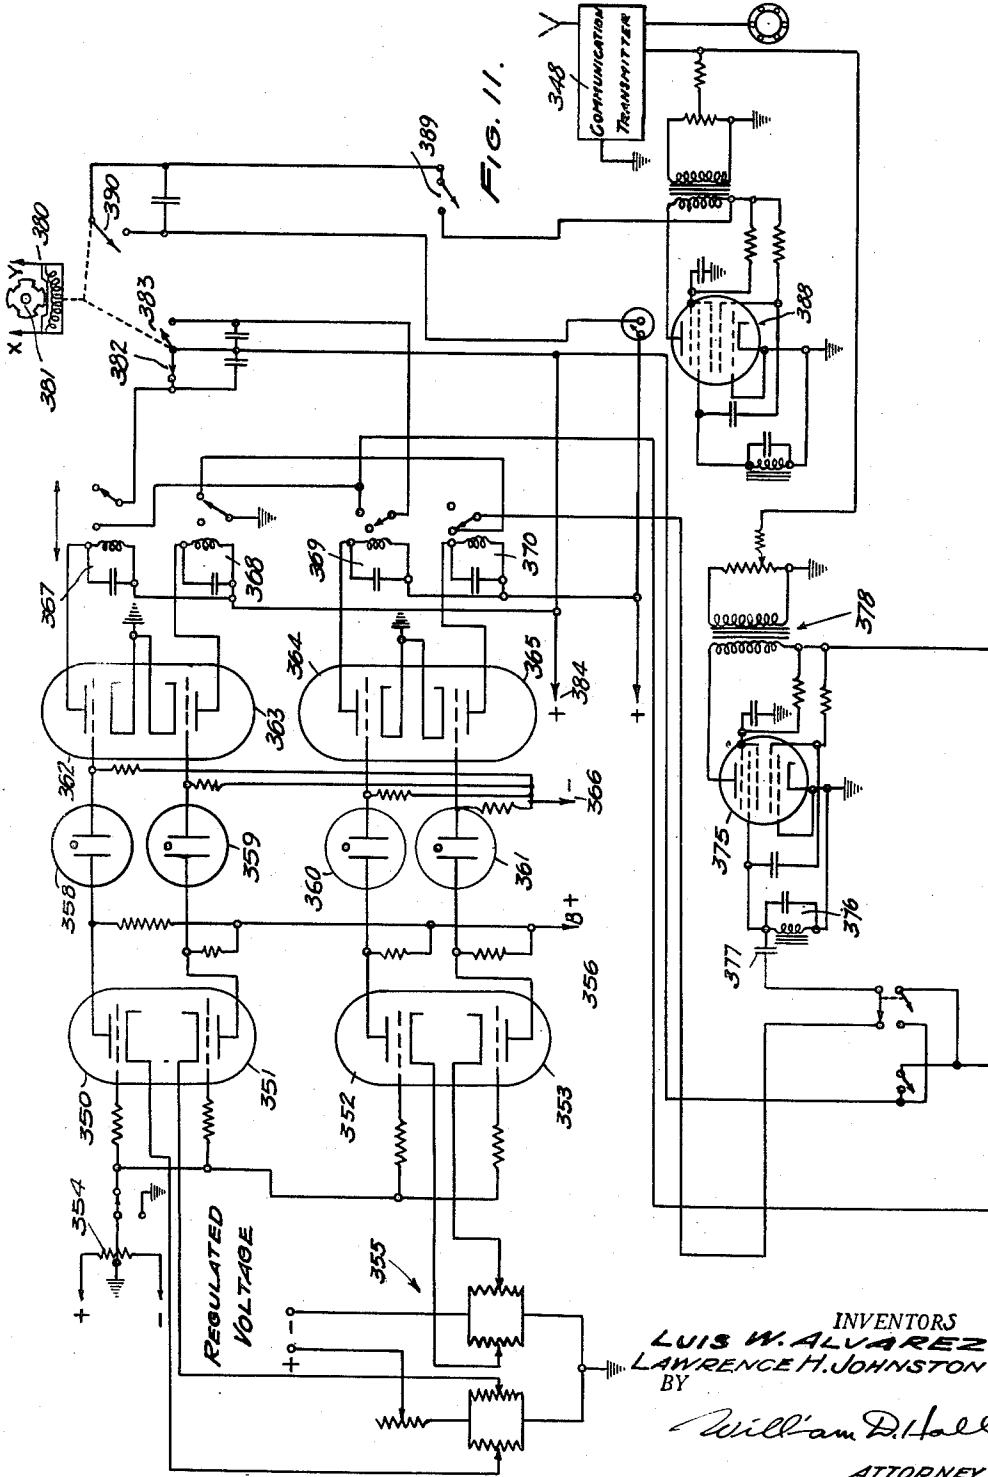 FIG. 11.
348
COMMUNICATION
TRANSMITTER
389
390
380
X
Y
381
382
383
388
367
368
369
370
378
362
363
364
365
384
+
+
366
-
375
376
377
358
359
360
361
B+
350
351
352
353
356
354
+
-
REGULATED
VOLTAGE
355
+
-
INVENTORS
LUIS W. ALVAREZ
LAWRENCE H. JOHNSTON
BY
William D. Hall
ATTORNEY